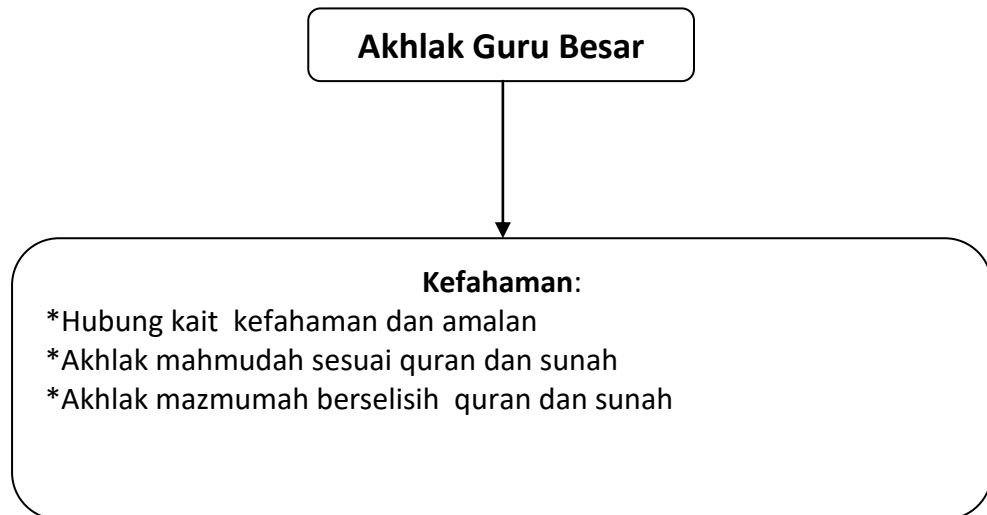 Akhlak Guru Besar
Kefahaman:
*Hubung kait  kefahaman dan amalan
*Akhlak mahmudah sesuai quran dan sunah
*Akhlak mazmumah berselisih  quran dan sunah